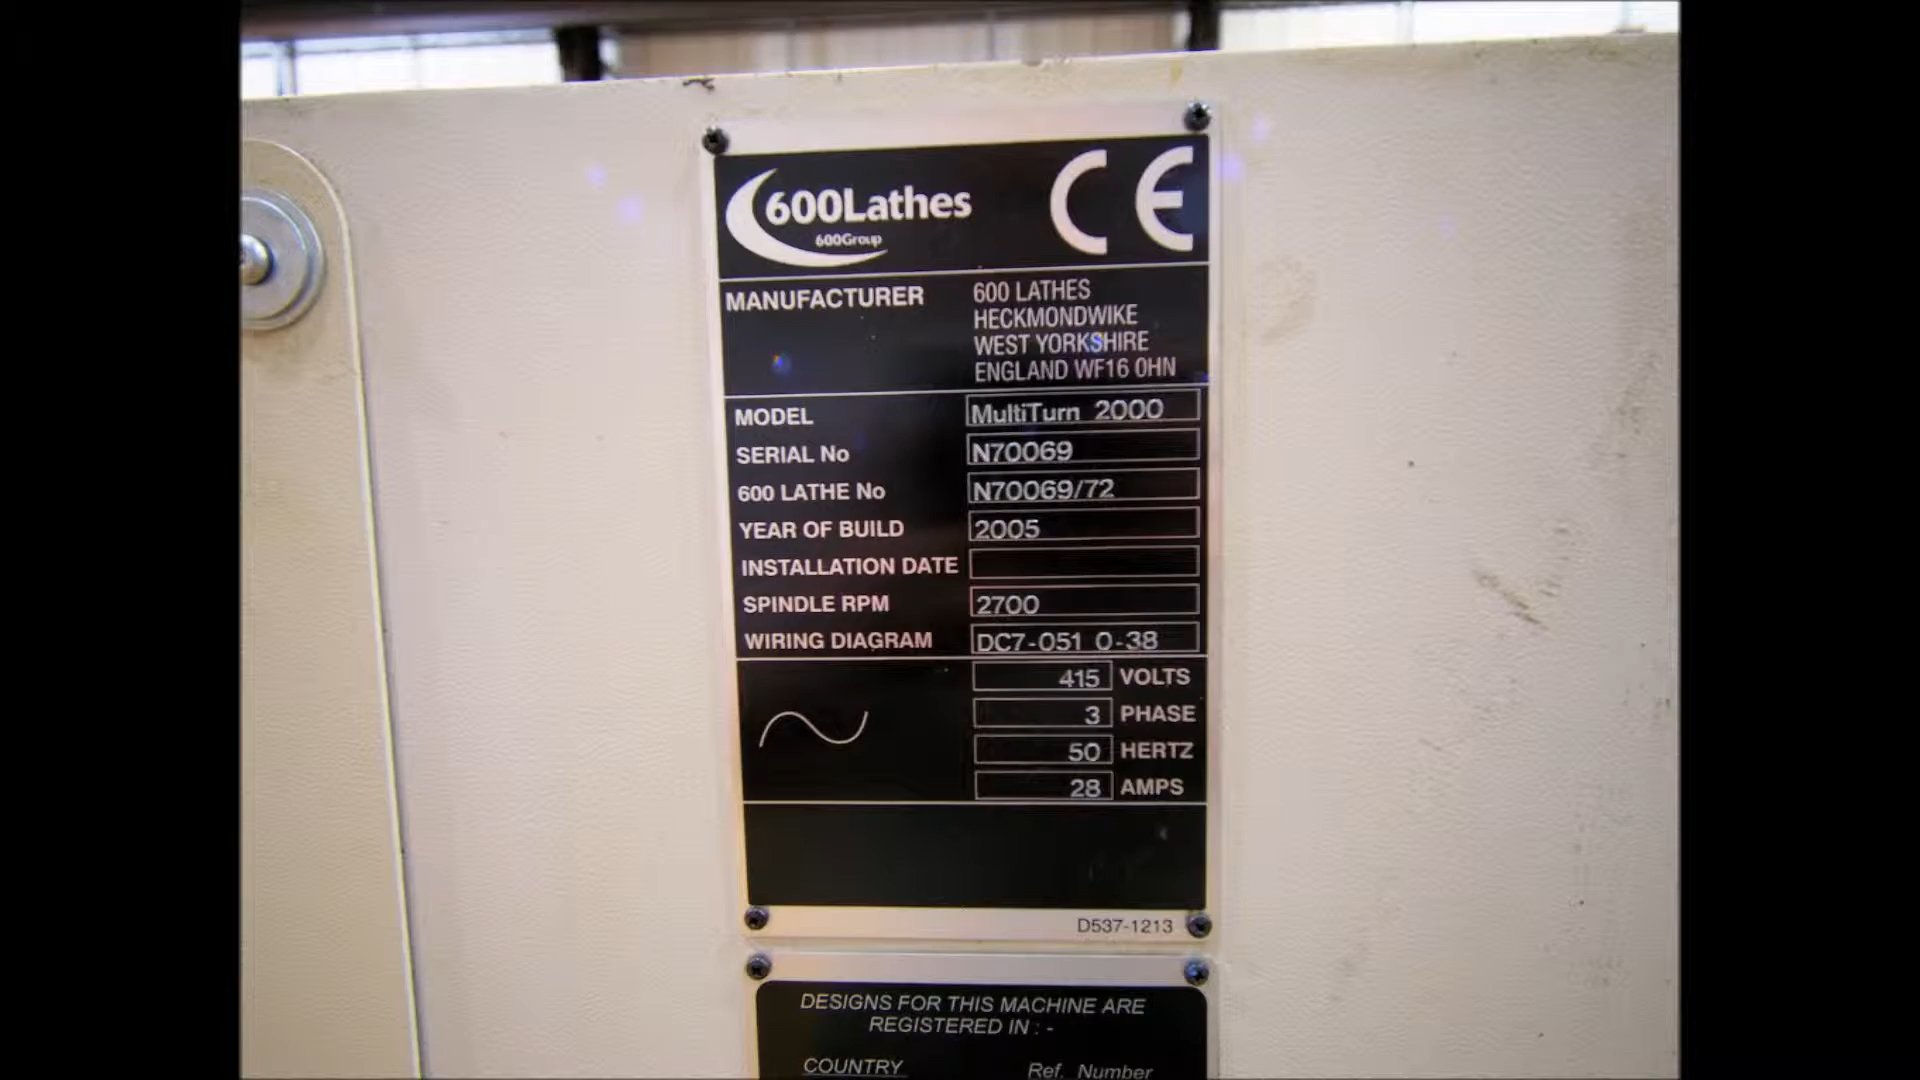 600Lathes
600Group
CE
MANUFACTURER
600 LATHES
HECKMONDWIKE
WEST YORKSHIRE
ENGLAND WF16 0HN
MODEL MultiTurn 2000
SERIAL No N70069
600 LATHE No N70069/72
YEAR OF BUILD 2005
INSTALLATION DATE
SPINDLE RPM 2700
WIRING DIAGRAM DC7-051 0-38
415 VOLTS
3 PHASE
50 HERTZ
28 AMPS
D537-1213
DESIGNS FOR THIS MACHINE ARE
REGISTERED IN : -
COUNTRY Ref. Number